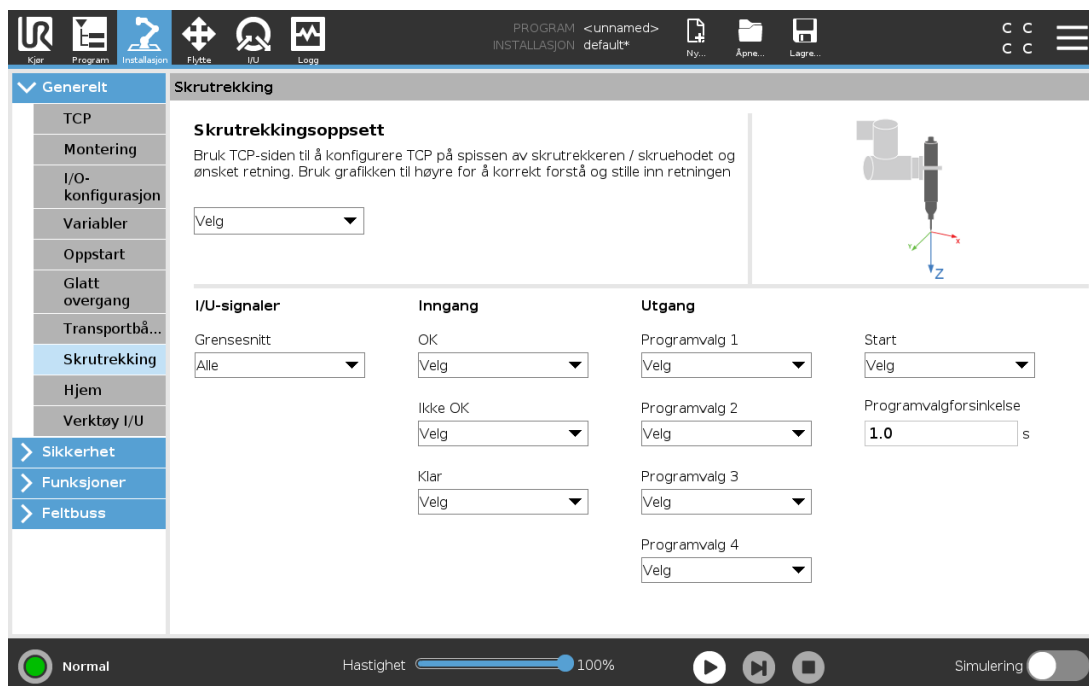 UR
Kjør
Program
Installasjon
Flytte
I/U
Logg
PROGRAM <unnamed>
INSTALLASJON default*
Ny...
Åpne...
Lagre...
C C
C C
Generelt
TCP
Montering
I/O-
konfigurasjon
Variabler
Oppstart
Glatt
overgang
Transportbå...
Skrutrekking
Hjem
Verktøy I/U
Sikkerhet
Funksjoner
Feltbuss
Skrutrekking
Skrutrekkingsoppsett
Bruk TCP-siden til å konfigurere TCP på spissen av skrutrekkeren / skruehodet og
ønsket retning. Bruk grafikken til høyre for å korrekt forstå og stille inn retningen
Velg
Y
X
Z
I/U-signaler
Grensesnitt
Alle
Inngang
OK
Velg
Ikke OK
Velg
Klar
Velg
Utgang
Programvalg 1
Velg
Programvalg 2
Velg
Programvalg 3
Velg
Programvalg 4
Velg
Start
Velg
Programvalgforsinkelse
1.0 s
Normal
Hastighet 100%
Simulering